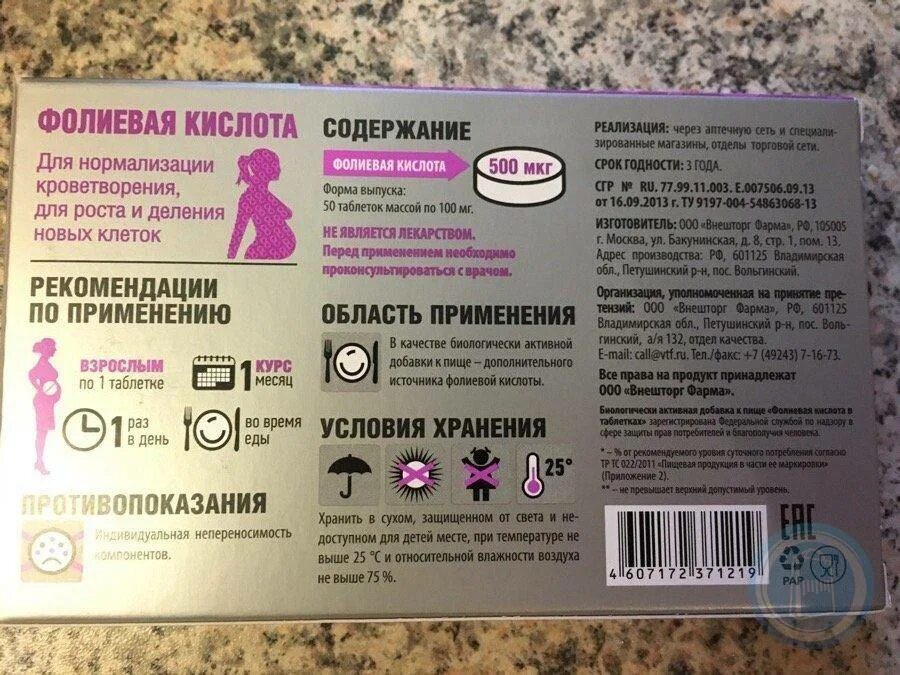 ФОЛИЕВАЯ КИСЛОТА
Для нормализации
кроветворения,
для роста и деления
новых клеток
РЕКОМЕНДАЦИИ
ПО ПРИМЕНЕНИЮ
ВЗРОСЛЫМ
по 1 таблетке
1 КУРС
месяц
1 раз
в день
во время
еды
ПРОТИВОПОКАЗАНИЯ
Индивидуальная непереносимость
компонентов.
СОДЕРЖАНИЕ
ФОЛИЕВАЯ КИСЛОТА
500 мкг
Форма выпуска:
50 таблеток массой по 100 мг.
НЕ ЯВЛЯЕТСЯ ЛЕКАРСТВОМ.
Перед применением необходимо
проконсультироваться с врачом.
ОБЛАСТЬ ПРИМЕНЕНИЯ
В качестве биологически активной
добавки к пище – дополнительного
источника фолиевой кислоты.
УСЛОВИЯ ХРАНЕНИЯ
25°
Хранить в сухом, защищенном от света и не-
доступном для детей месте, при температуре не
выше 25 °C и относительной влажности воздуха
не выше 75 %.
РЕАЛИЗАЦИЯ: через аптечную сеть и специали-
зированные магазины, отделы торговой сети.
СРОК ГОДНОСТИ: 3 ГОДА.
СГР № RU. 77.99.11.003. Е.007506.09.13
от 16.09.2013 г. ТУ 9197-004-54863068-13
ИЗГОТОВИТЕЛЬ: ООО «Внешторг Фарма», РФ, 105005
г. Москва, ул. Бакунинская, д. 8, стр. 1, пом. 13.
Адрес производства: РФ, 601125 Владимирская
обл., Петушинский р-н, пос. Вольгинский.
Организация, уполномоченная на принятие пре-
тензий: ООО «Внешторг Фарма», РФ, 601125
Владимирская обл., Петушинский р-н, пос. Воль-
гинский, а/я 132, отдел качества.
E-mail: call@vtf.ru. Тел./факс: +7 (49243) 7-16-73.
Все права на продукт принадлежат
ООО «Внешторг Фарма».
Биологически активная добавка к пище «Фолиевая кислота в
таблетках» зарегистрирована Федеральной службой по надзору в
сфере защиты прав потребителей и благополучия человека.
* – % от рекомендуемого уровня суточного потребления согласно
ТР ТС 022/2011 «Пищевая продукция в части ее маркировки»
(Приложение 2).
** – не превышает верхний допустимый уровень.
4 607172 371219
EAC
PAP